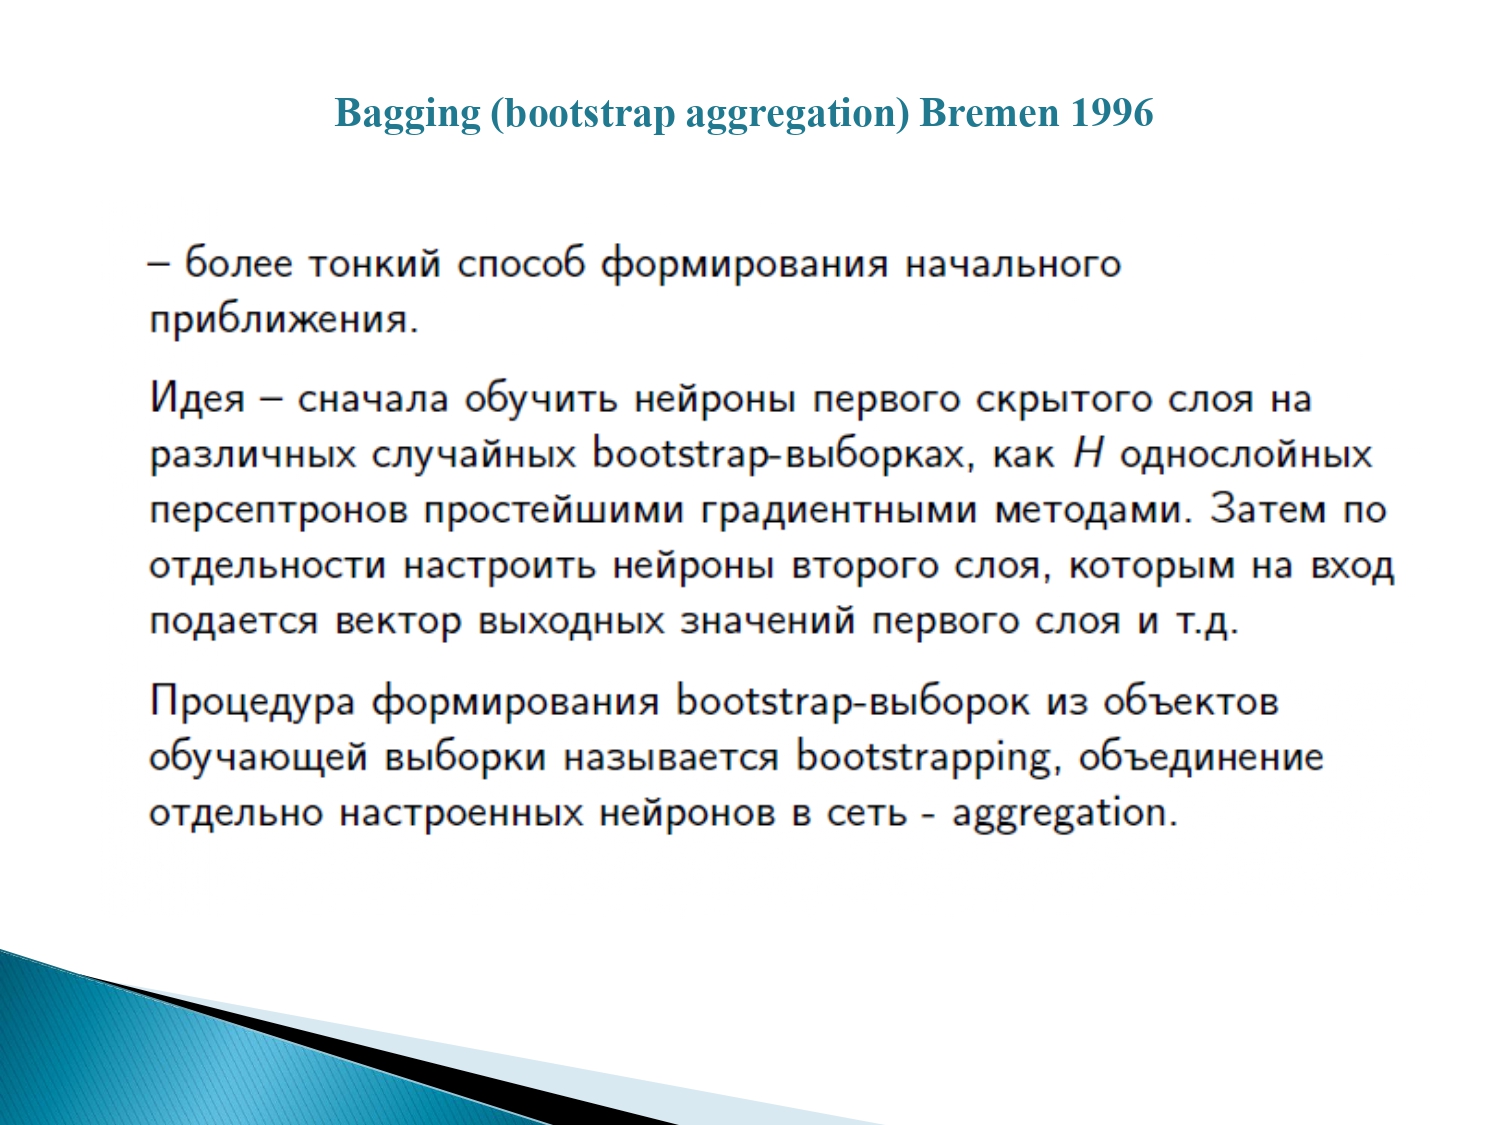 Bagging (bootstrap aggregation) Bremen 1996
– более тонкий способ формирования начального
приближения.
Идея – сначала обучить нейроны первого скрытого слоя на
различных случайных bootstrap-выборках, как H однослойных
персептронов простейшими градиентными методами. Затем по
отдельности настроить нейроны второго слоя, которым на вход
подается вектор выходных значений первого слоя и т.д.
Процедура формирования bootstrap-выборок из объектов
обучающей выборки называется bootstrapping, объединение
отдельно настроенных нейронов в сеть - aggregation.